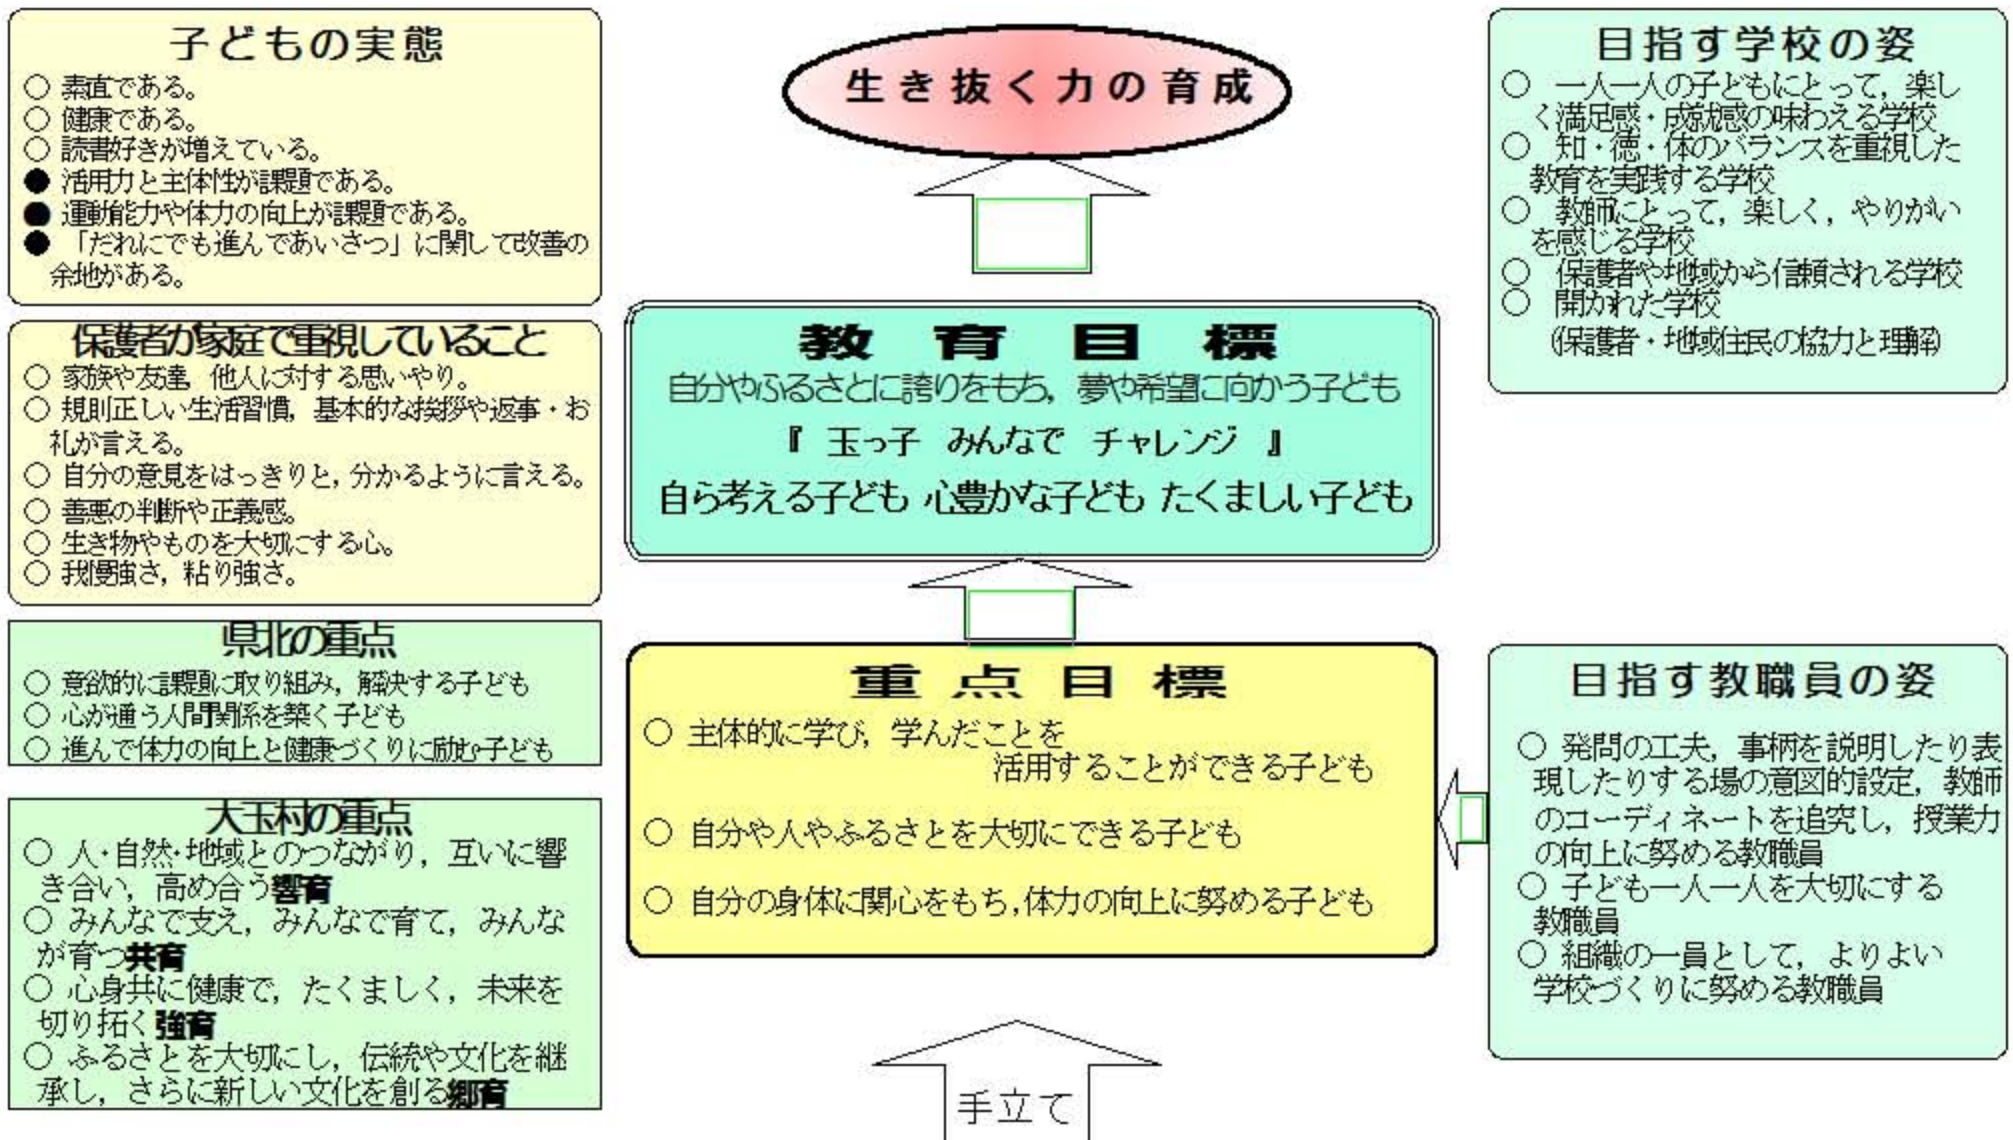 子どもの実態
○ 素直である。
○ 健康である。
○ 読書好きが増えている。
● 活用力と主体性が課題である。
● 運動能力や体力の向上が課題である。
● 「だれにでも進んであいさつ」に関して改善の
余地がある。
保護者が家庭で重視していること
○ 家族や友達，他人に対する思いやり。
○ 規則正しい生活習慣，基本的な挨拶や返事・お
礼が言える。
○ 自分の意見をはっきりと，分かるように言える。
○ 善悪の判断や正義感。
○ 生き物やものを大切にする心。
○ 我慢強さ，粘り強さ。
県北の重点
○ 意欲的に課題に取り組み，解決する子ども
○ 心が通う人間関係を築く子ども
○ 進んで体力の向上と健康づくりに励む子ども
大玉村の重点
○ 人・自然・地域とのつながり，互いに響
き合い，高め合う響育
○ みんなで支え，みんなで育て，みんな
が育つ共育
○ 心身共に健康で，たくましく，未来を
切り拓く強育
○ ふるさとを大切にし，伝統や文化を継
承し，さらに新しい文化を創る郷育
生き抜く力の育成
教育目標
自分やふるさとに誇りをもち，夢や希望に向かう子ども
『 玉っ子 みんなで チャレンジ 』
自ら考える子ども 心豊かな子ども たくましい子ども
重点目標
○ 主体的に学び，学んだことを
活用することができる子ども
○ 自分や人やふるさとを大切にできる子ども
○ 自分の身体に関心をもち,体力の向上に努める子ども
手立て
目指す学校の姿
○ 一人一人の子どもにとって，楽し
く満足感・成就感の味わえる学校
○ 知・徳・体のバランスを重視した
教育を実践する学校
○ 教師にとって，楽しく，やりがい
を感じる学校
○ 保護者や地域から信頼される学校
○ 開かれた学校
(保護者・地域住民の協力と理解)
目指す教職員の姿
○ 発問の工夫，事柄を説明したり表
現したりする場の意図的設定，教師
のコーディネートを追究し，授業力
の向上に努める教職員
○ 子ども一人一人を大切にする
教職員
○ 組織の一員として，よりよい
学校づくりに努める教職員